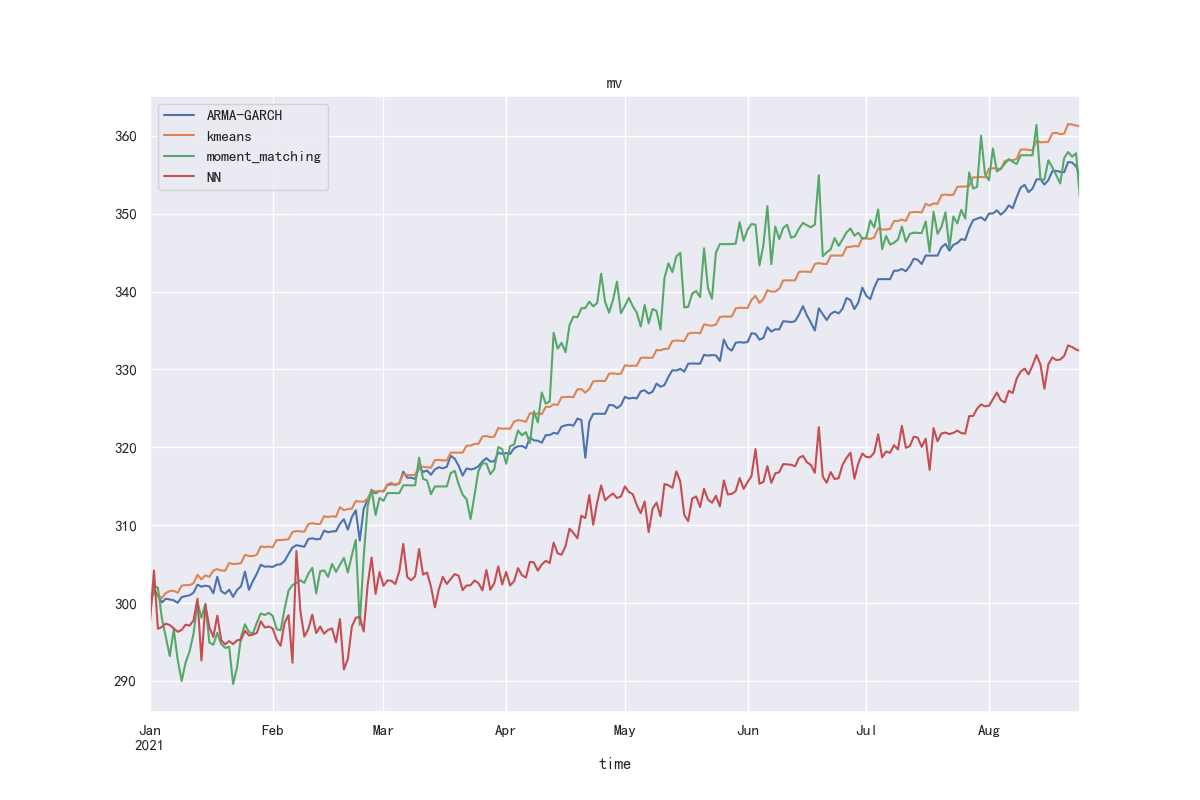 mv
ARMA-GARCH
kmeans
moment_matching
NN
360
350
340
330
320
310
300
290
Jan Feb Mar Apr May Jun Jul Aug
2021
time